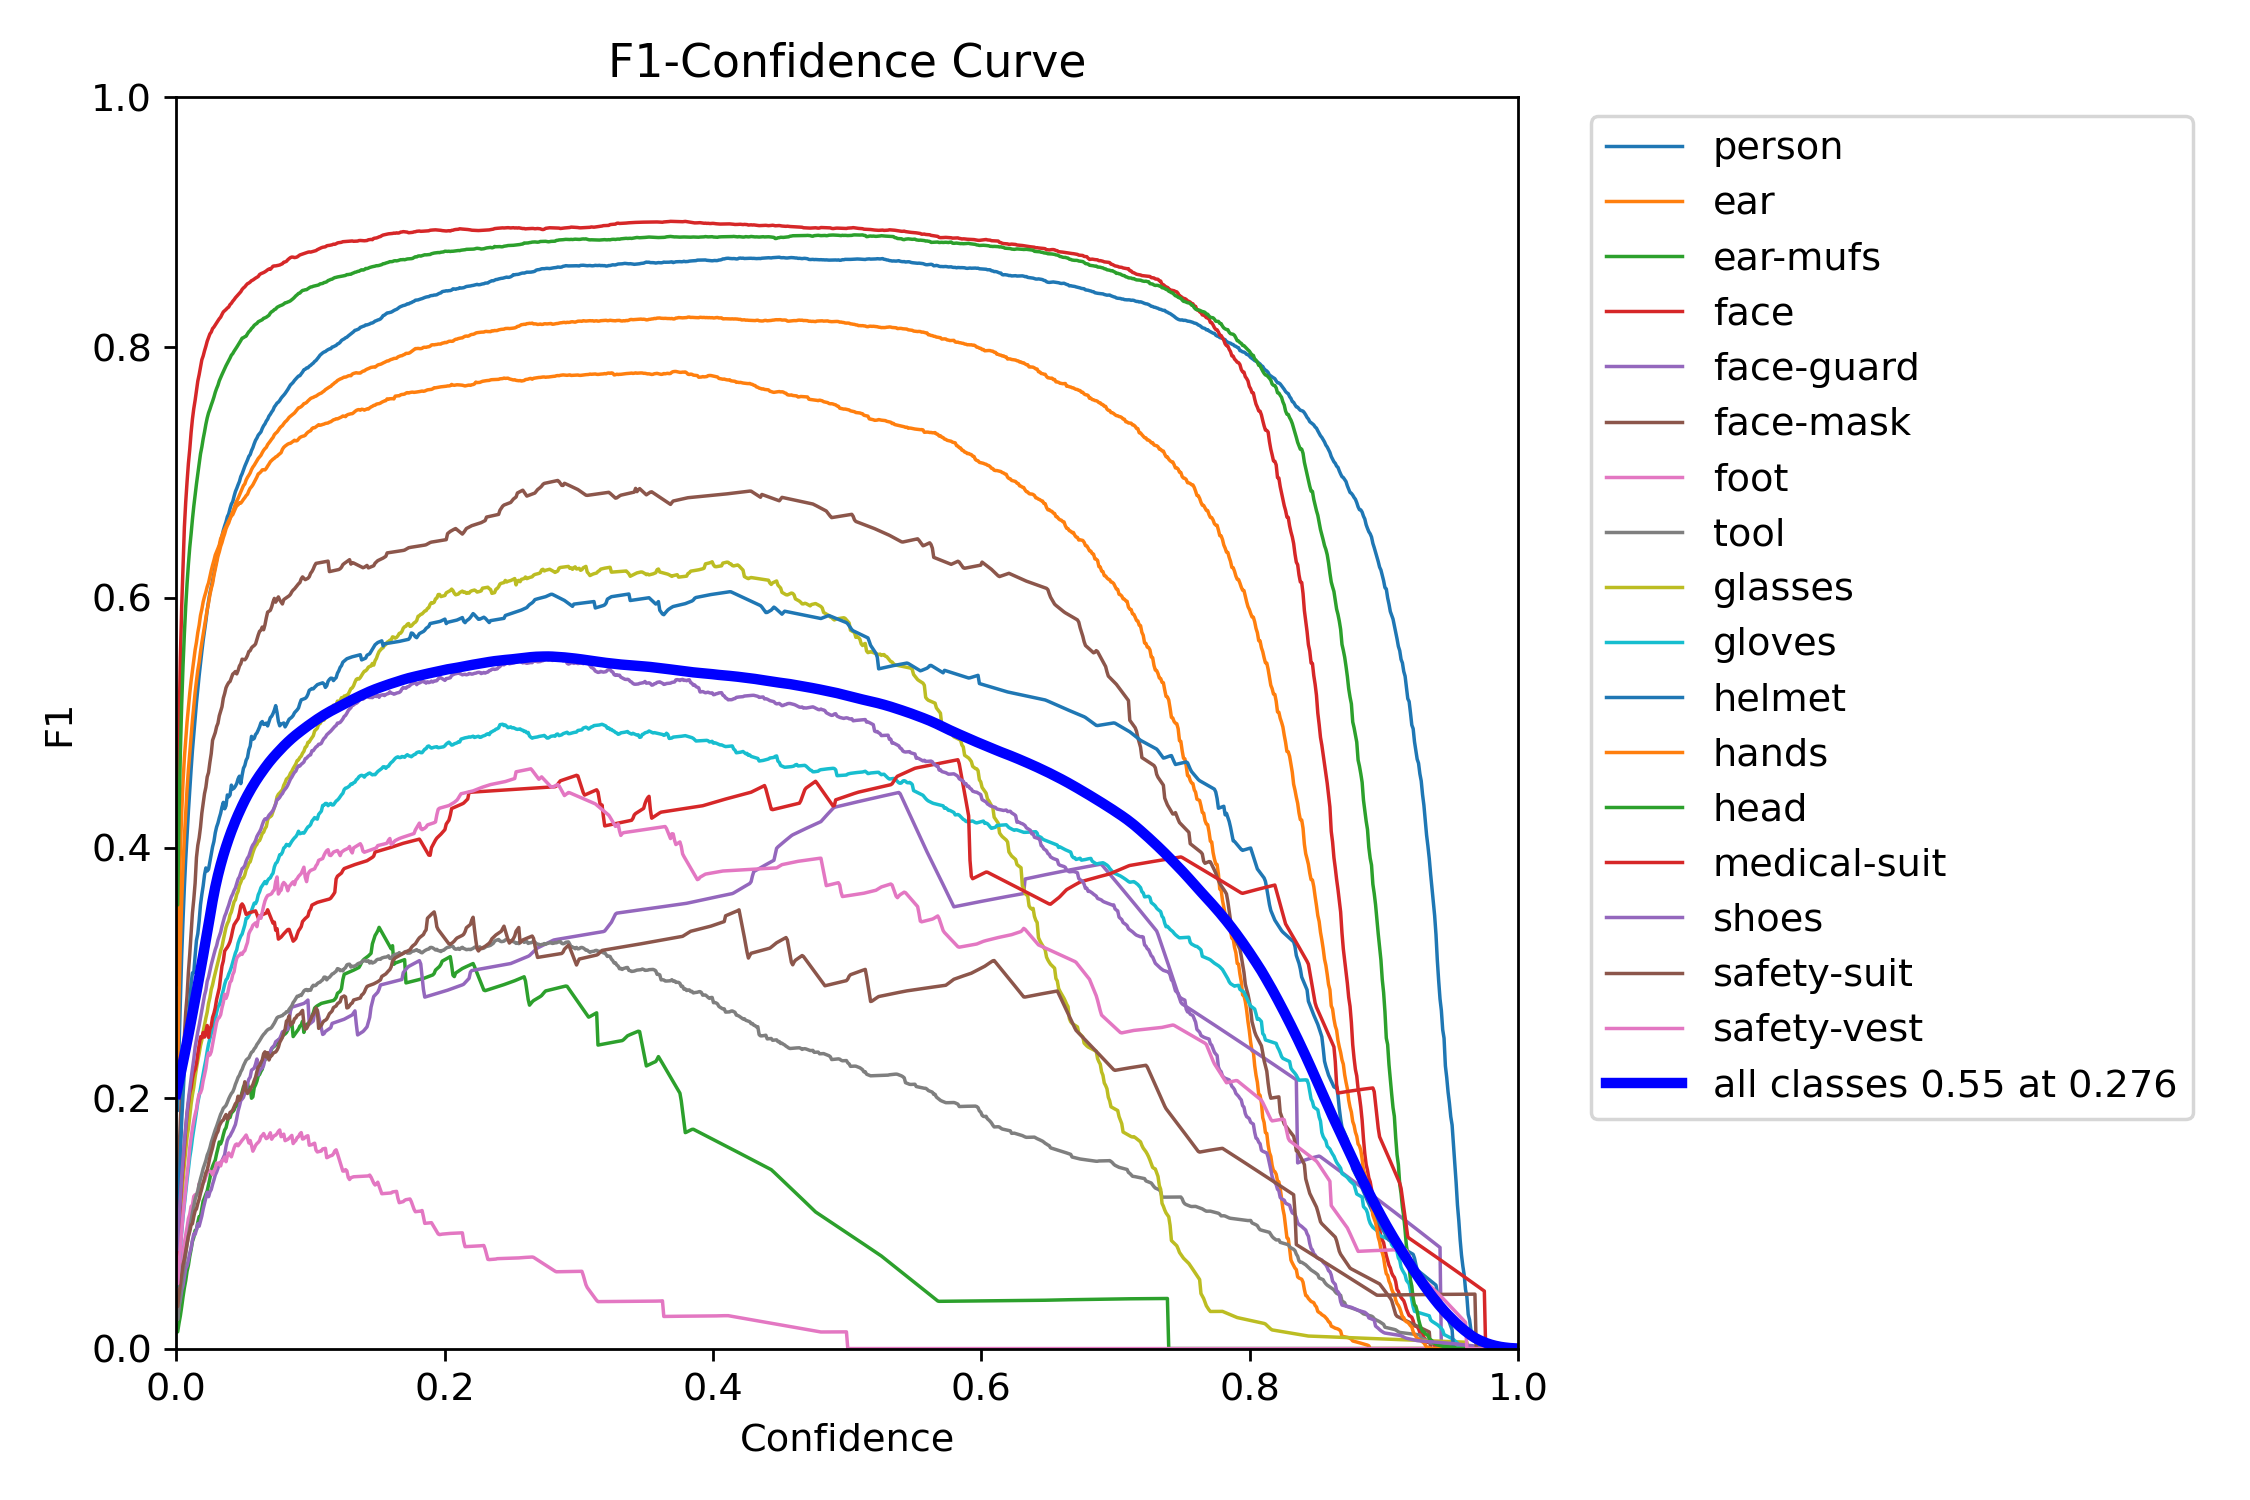 F1-Confidence Curve
1.0
0.8
0.6
0.4
0.2
0.0
F1
0.0 0.2 0.4 0.6 0.8 1.0
Confidence
person
ear
ear-mufs
face
face-guard
face-mask
foot
tool
glasses
gloves
helmet
hands
head
medical-suit
shoes
safety-suit
safety-vest
all classes 0.55 at 0.276